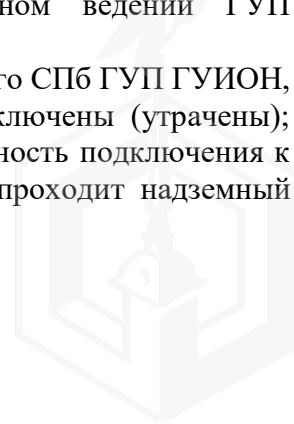 ном ведении ГУП
го СПб ГУП ГУИОН,
ключены (утрачены);
ность подключения к
проходит надземный